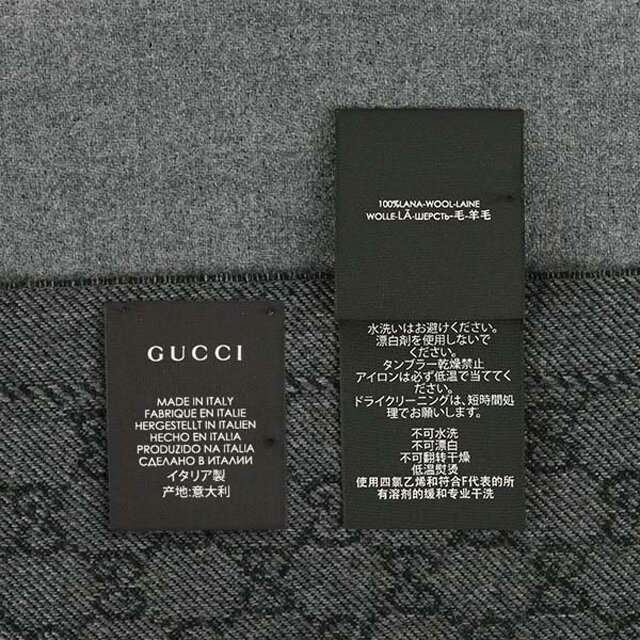 GUCCI
MADE IN ITALY
FABRIQUE EN ITALIE
HERGESTELLT IN ITALIEN
HECHO EN ITALIA
PRODUZIDO NA ITALIA
СДЕЛАНО В ИТАЛИИ
イタリア製
产地:意大利
100%LANA-WOOL-LAINE
WOLLE-LÃ-ШЕРСТЬ-毛-羊毛
水洗いはお避けください。
漂白剤を使用しないで
ください。
タンブラー乾燥禁止
アイロンは必ず低温で当ててく
ださい。
ドライクリーニングは、短時間処
理でお願いします。
不可水洗
不可漂白
不可翻转干燥
低温熨烫
使用四氯乙烯和符合F代表的所
有溶剂的缓和专业干洗